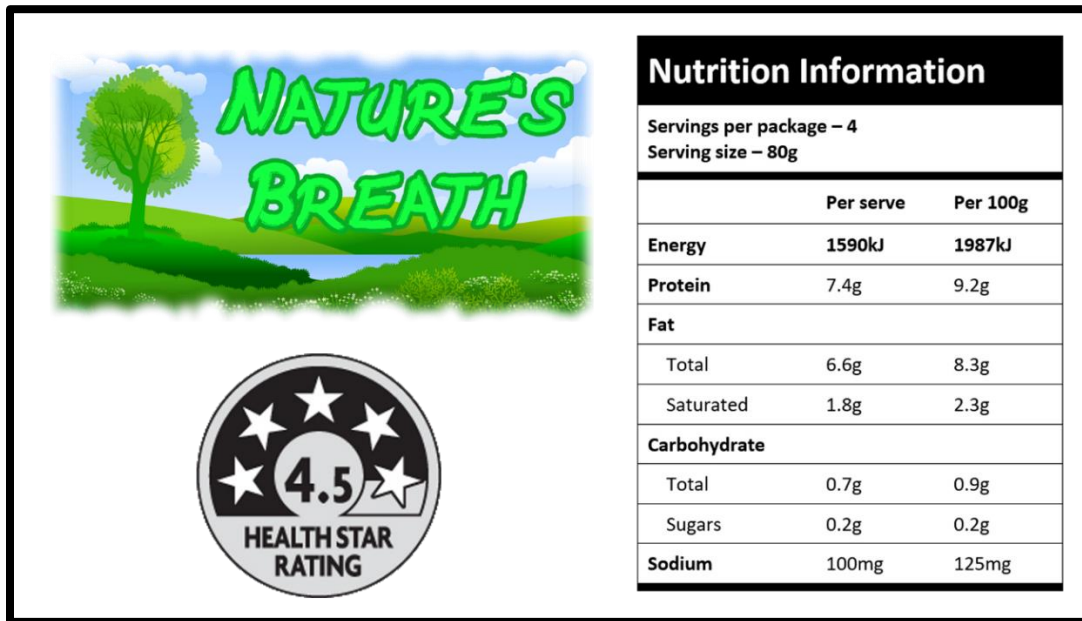 NATURE'S
BREATH
4.5
HEALTH STAR
RATING
Nutrition Information
Servings per package – 4
Serving size – 80g
Per serve Per 100g
Energy 1590kJ 1987kJ
Protein 7.4g 9.2g
Fat
Total 6.6g 8.3g
Saturated 1.8g 2.3g
Carbohydrate
Total 0.7g 0.9g
Sugars 0.2g 0.2g
Sodium 100mg 125mg